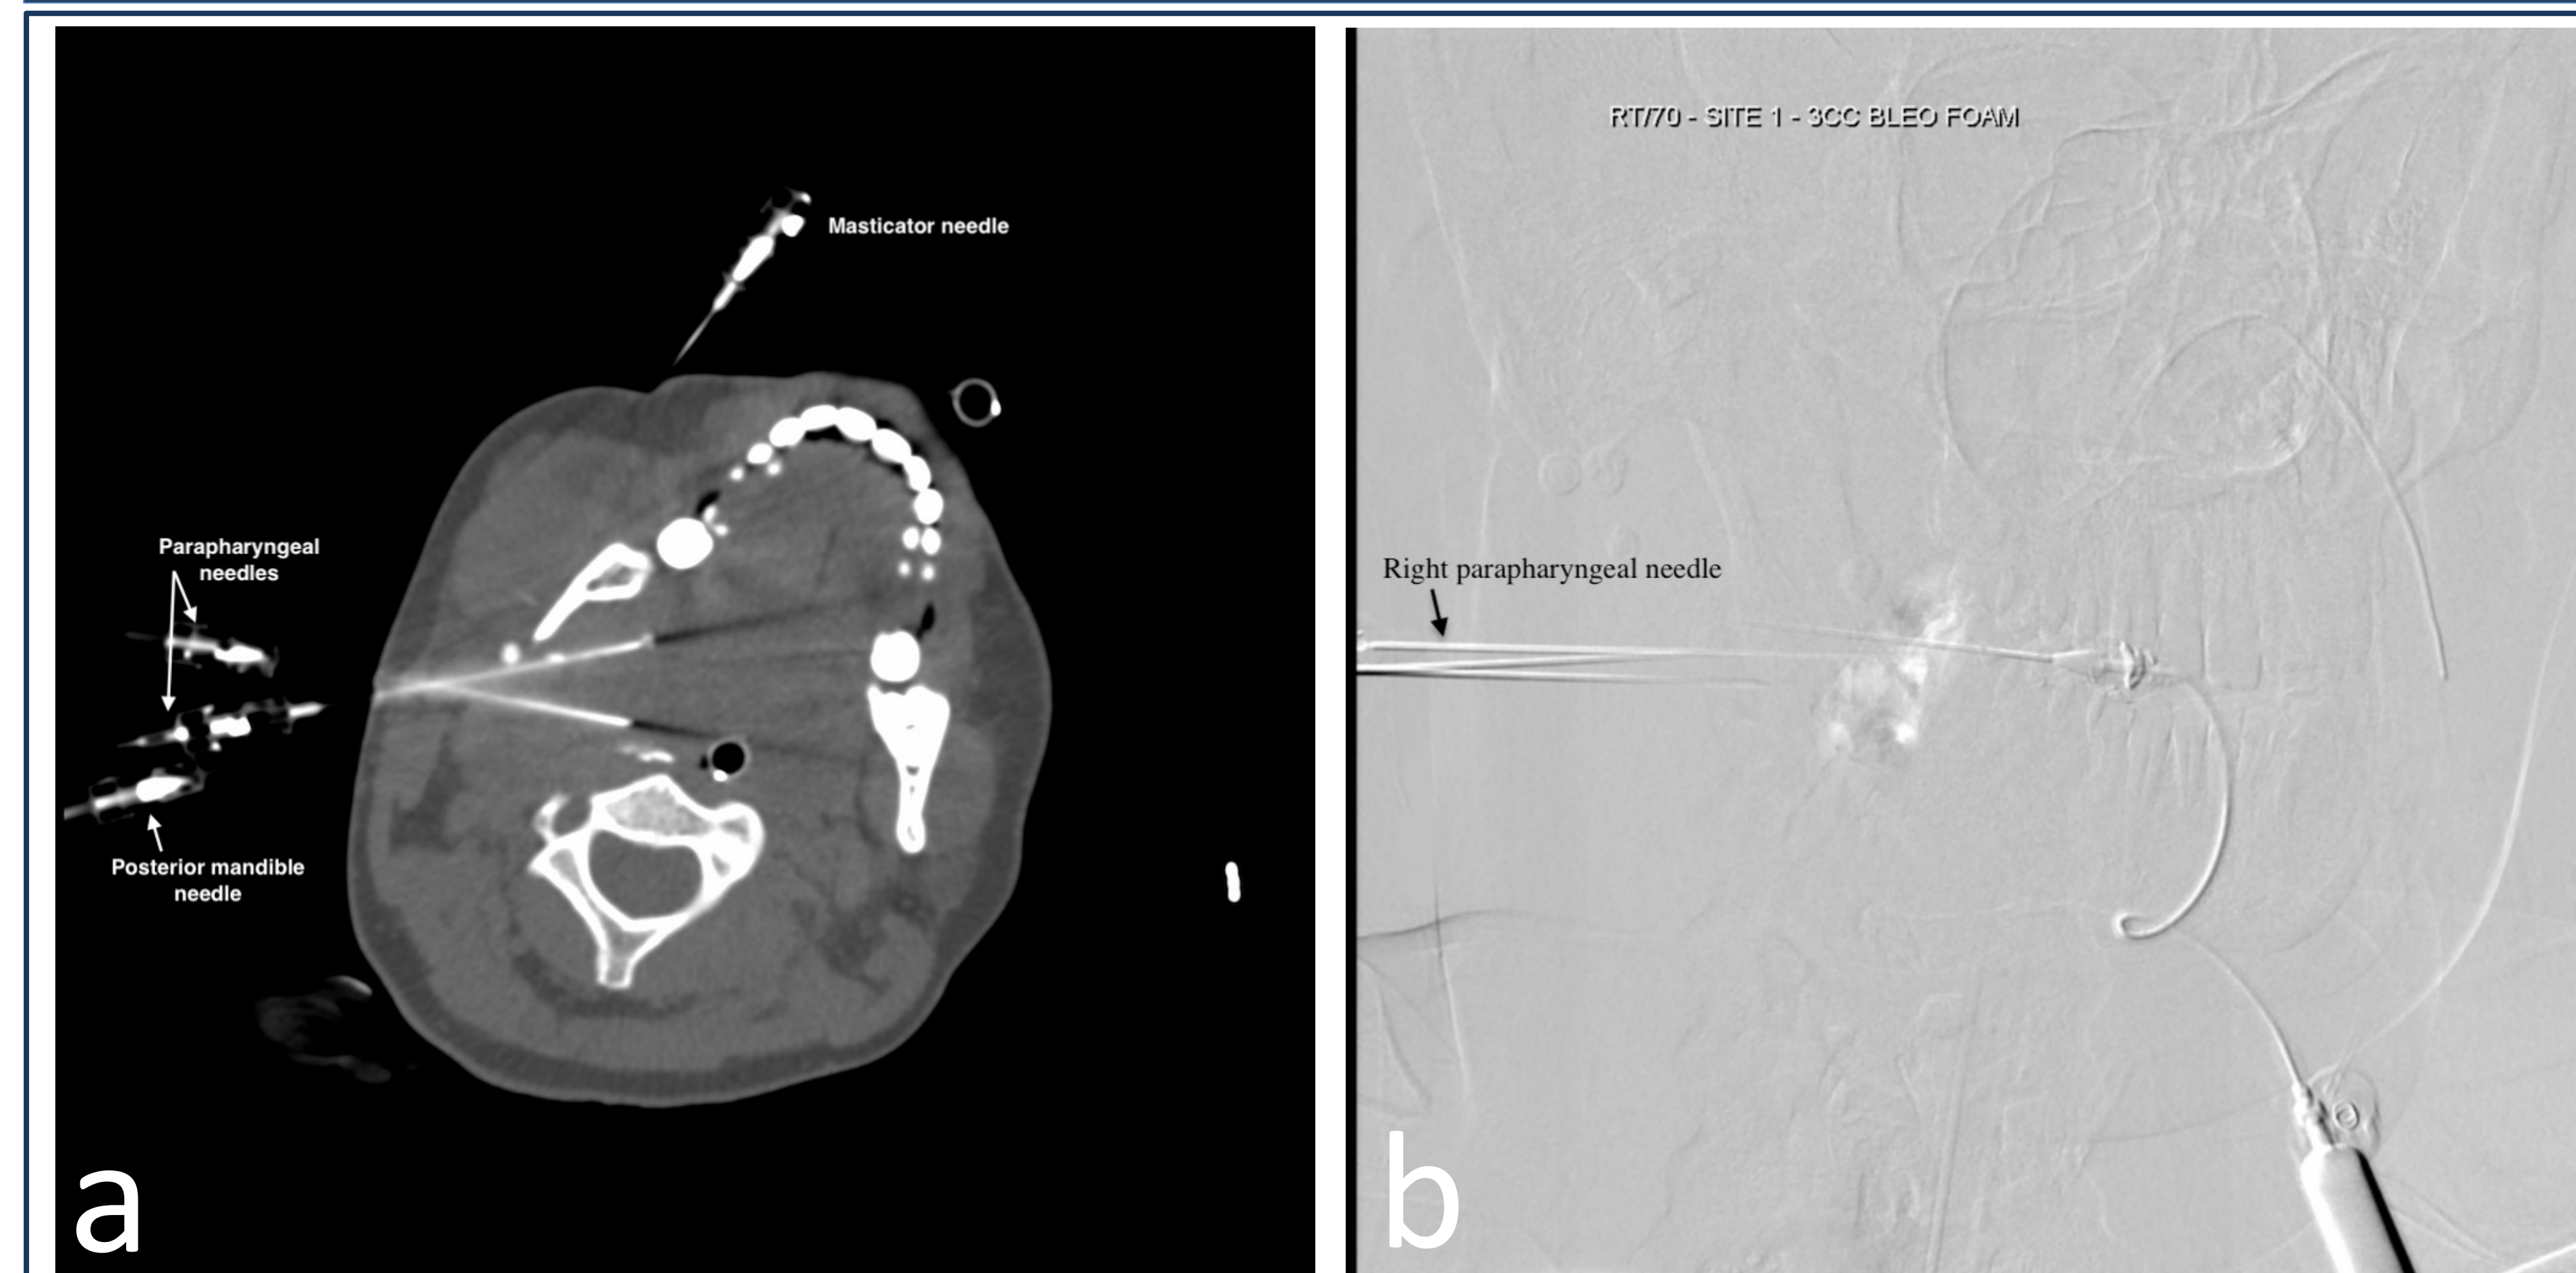 Masticator needle
Parapharyngeal
needles
Posterior mandible
needle
a
RT/70 - SITE 1 - 3CC BLEO FOAM
Right parapharyngeal needle
b